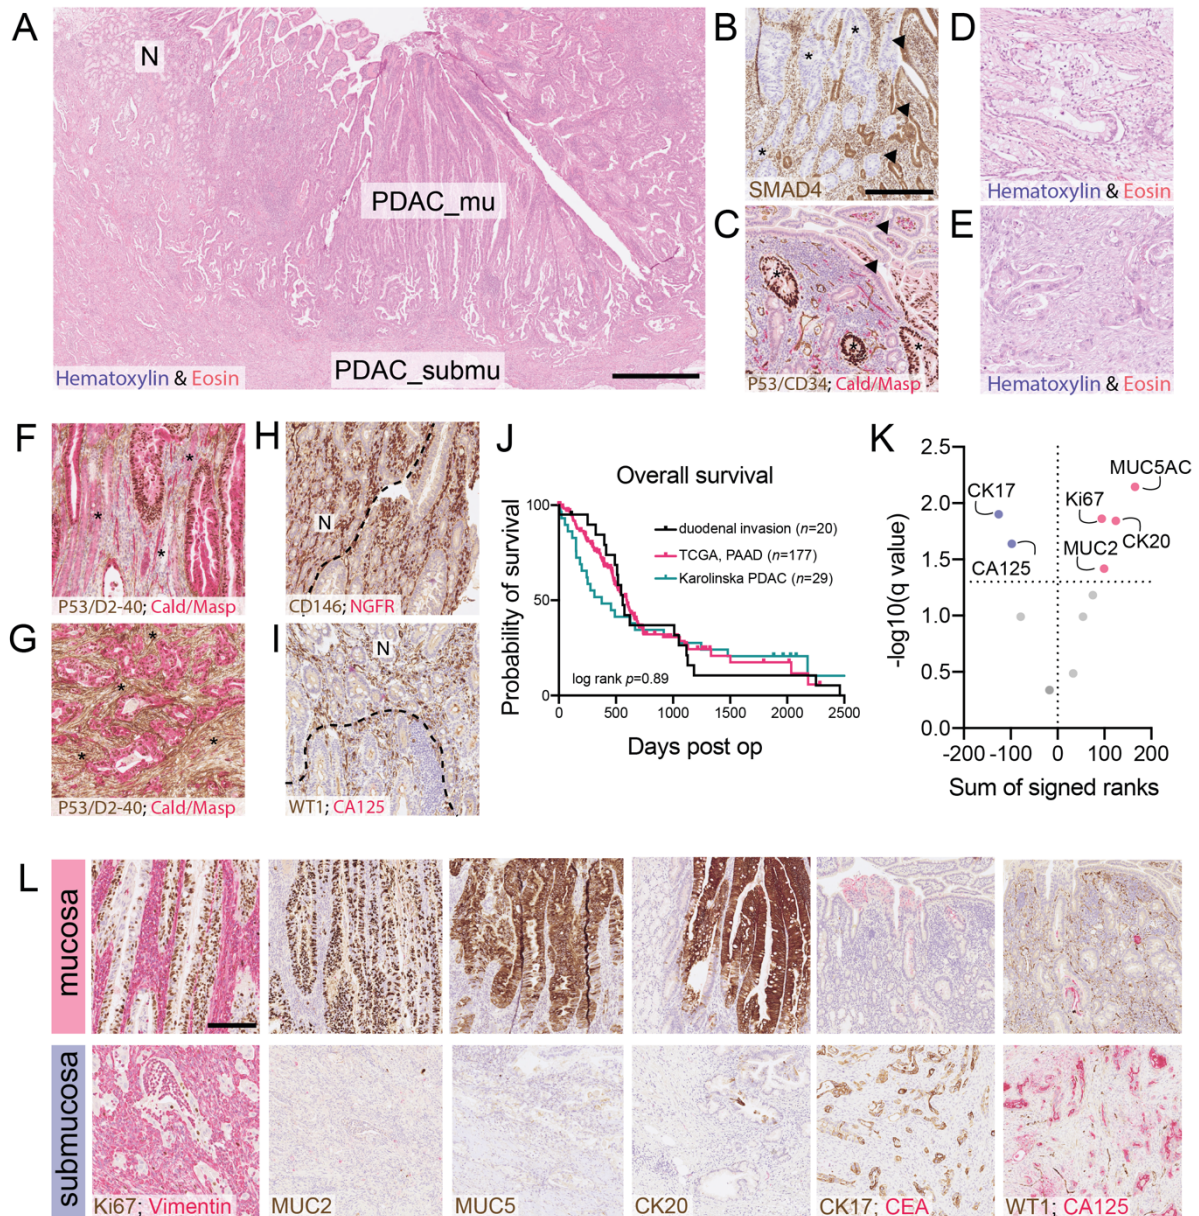 A
N
PDAC_mu
PDAC_submu
Hematoxylin & Eosin
B
*
*
*
SMAD4
C
*
*
*
P53/CD34; Cald/Masp
D
Hematoxylin & Eosin
E
Hematoxylin & Eosin
F
*
*
*
P53/D2-40; Cald/Masp
G
*
*
*
*
P53/D2-40; Cald/Masp
H
N
CD146; NGFR
I
N
WT1; CA125
J
Overall survival
duodenal invasion (n=20)
TCGA, PAAD (n=177)
Karolinska PDAC (n=29)
Probability of survival
100
50
0
log rank p=0.89
0 500 1000 1500 2000 2500
Days post op
K
-log10(q value)
2.5
2.0
1.5
1.0
0.5
0.0
MUC5AC
CK17
Ki67
CK20
MUC2
CA125
-200 -100 0 100 200
Sum of signed ranks
L
mucosa
submucosa
Ki67; Vimentin
MUC2
MUC5
CK20
CK17; CEA
WT1; CA125